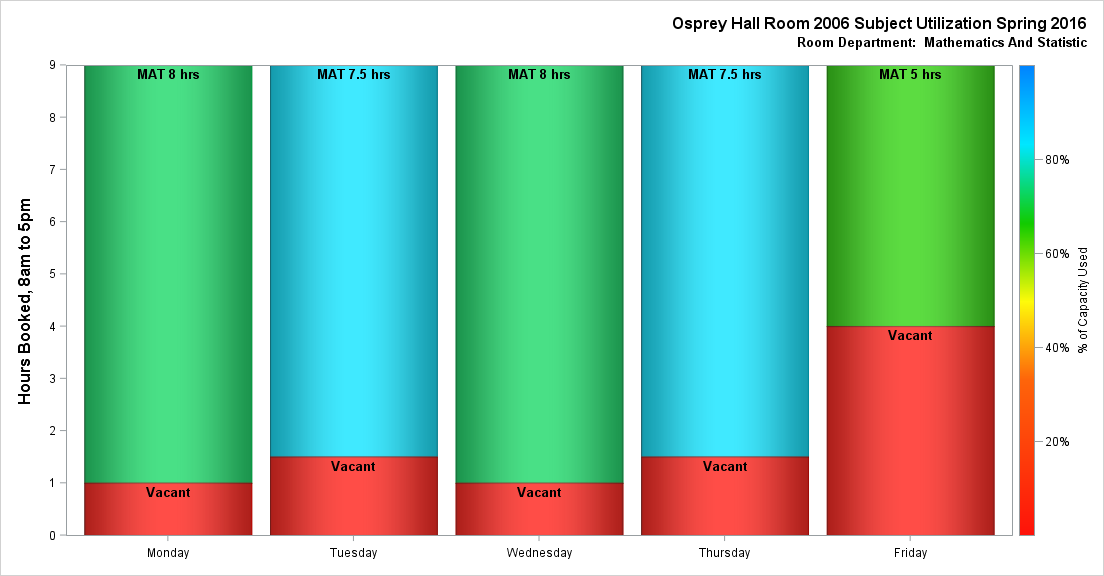 Osprey Hall Room 2006 Subject Utilization Spring 2016
Room Department:  Mathematics And Statistic
Hours Booked, 8am to 5pm
9
8
7
6
5
4
3
2
1
0
MAT 8 hrs
MAT 7.5 hrs
MAT 8 hrs
MAT 7.5 hrs
MAT 5 hrs
Vacant
Vacant
Vacant
Vacant
Vacant
Monday
Tuesday
Wednesday
Thursday
Friday
80%
60%
40%
20%
% of Capacity Used